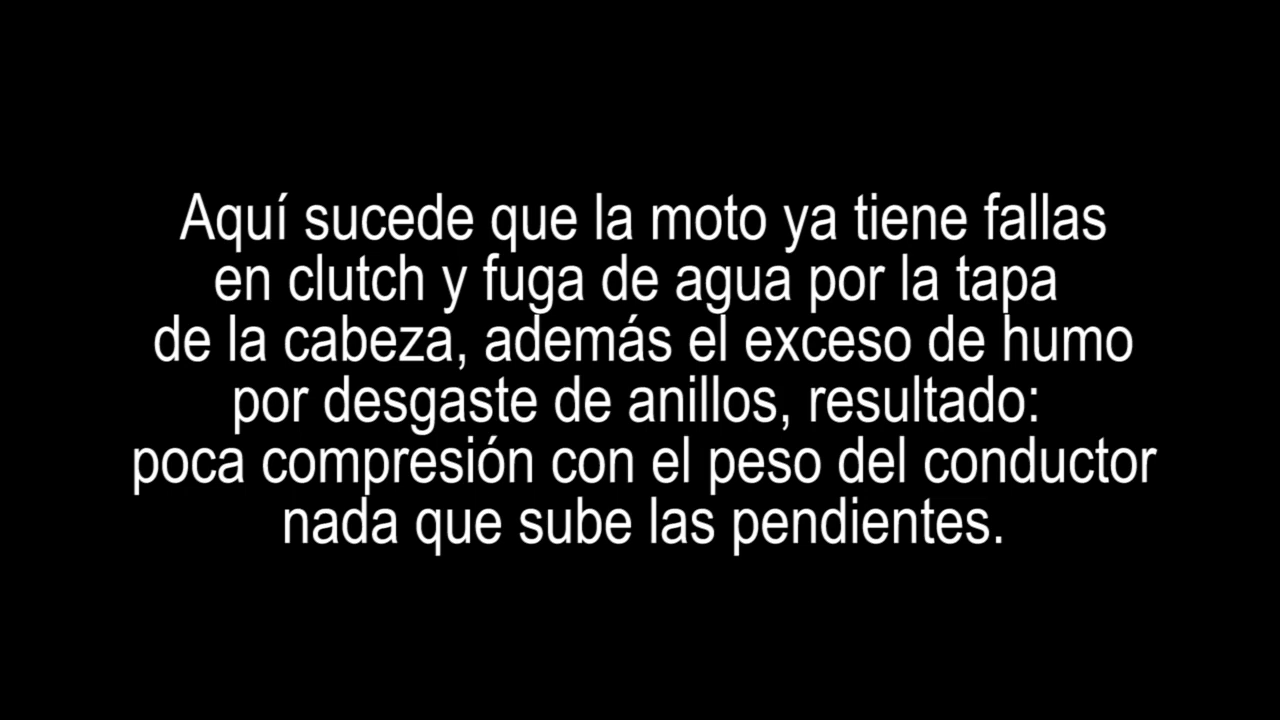 Aquí sucede que la moto ya tiene fallas
en clutch y fuga de agua por la tapa
de la cabeza, además el exceso de humo
por desgaste de anillos, resultado:
poca compresión con el peso del conductor
nada que sube las pendientes.